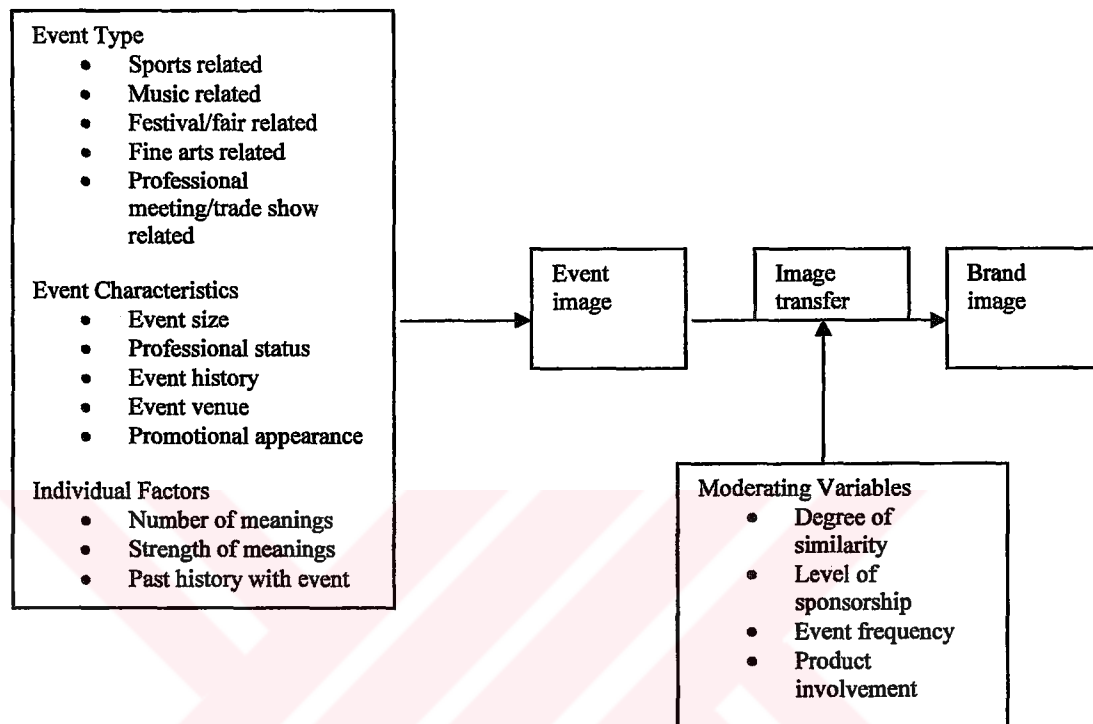 Event Type
• Sports related
• Music related
• Festival/fair related
• Fine arts related
• Professional
meeting/trade show
related
Event Characteristics
• Event size
• Professional status
• Event history
• Event venue
• Promotional appearance
Individual Factors
• Number of meanings
• Strength of meanings
• Past history with event
Event
image
Image
transfer
Brand
image
Moderating Variables
• Degree of
similarity
• Level of
sponsorship
• Event frequency
• Product
involvement